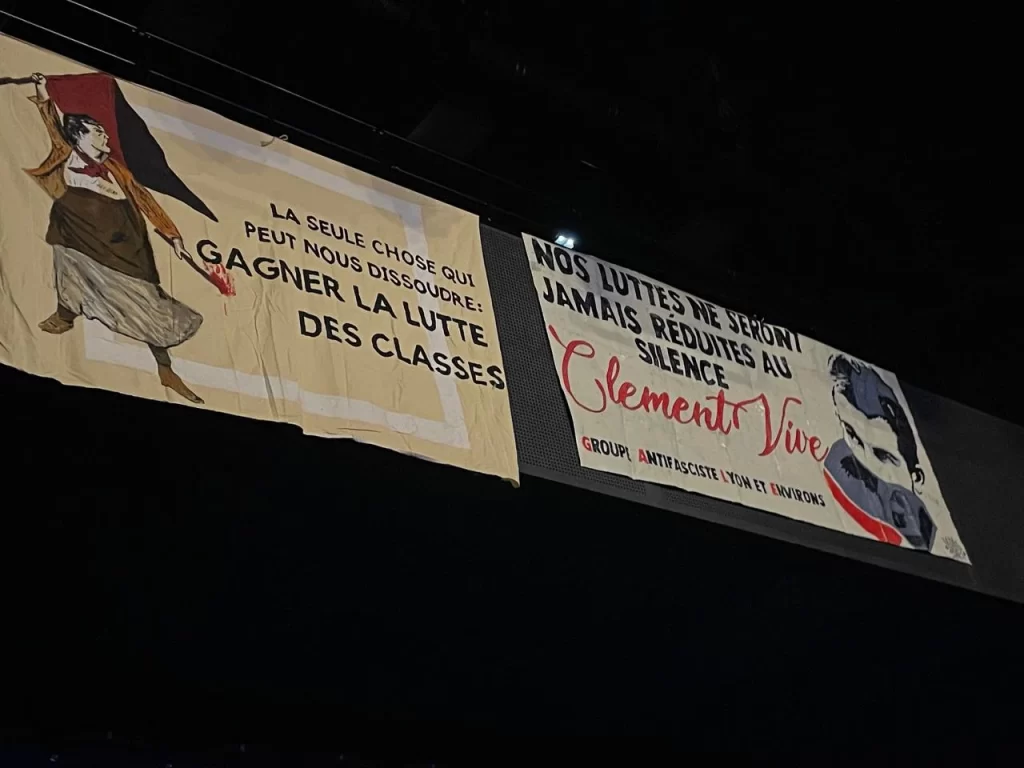 LA SEULE CHOSE QUI
PEUT NOUS DISSOUDRE:
GAGNER LA LUTTE
DES CLASSES
NOS LUTTES NE SERONT
JAMAIS RÉDUITES AU
SILENCE
Clement Vive
GROUPE ANTIFASCISTE LYON ET ENVIRONS